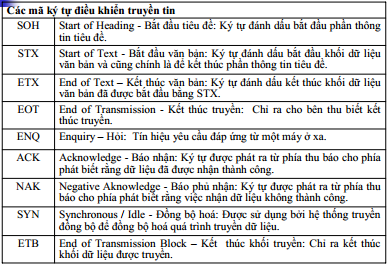 Các mã ký tự điều khiển truyền tin
SOH Start of Heading - Bắt đầu tiêu đề: Ký tự đánh dấu bắt đầu phần thông
tin tiêu đề.
STX Start of Text - Bắt đầu văn bản: Ký tự đánh dấu bắt đầu khối dữ liệu
văn bản và cũng chính là để kết thúc phần thông tin tiêu đề.
ETX End of Text – Kết thúc văn bản: Ký tự đánh dấu kết thúc khối dữ liệu
văn bản đã được bắt đầu bằng STX.
EOT End of Transmission - Kết thúc truyền: Chỉ ra cho bên thu biết kết
thúc truyền.
ENQ Enquiry – Hỏi: Tín hiệu yêu cầu đáp ứng từ một máy ở xa.
ACK Acknowledge - Báo nhận: Ký tự được phát ra từ phía thu báo cho phía
phát biết rằng dữ liệu đã được nhận thành công.
NAK Negative Aknowledge - Báo phủ nhận: Ký tự được phát ra từ phía thu
báo cho phía phát biết rằng việc nhận dữ liệu không thành công.
SYN Synchronous / Idle - Đồng bộ hoá: Được sử dụng bởi hệ thống truyền
đồng bộ để đồng bộ hoá quá trình truyền dữ liệu.
ETB End of Transmission Block – Kết thúc khối truyền: Chỉ ra kết thúc
khối dữ liệu được truyền.